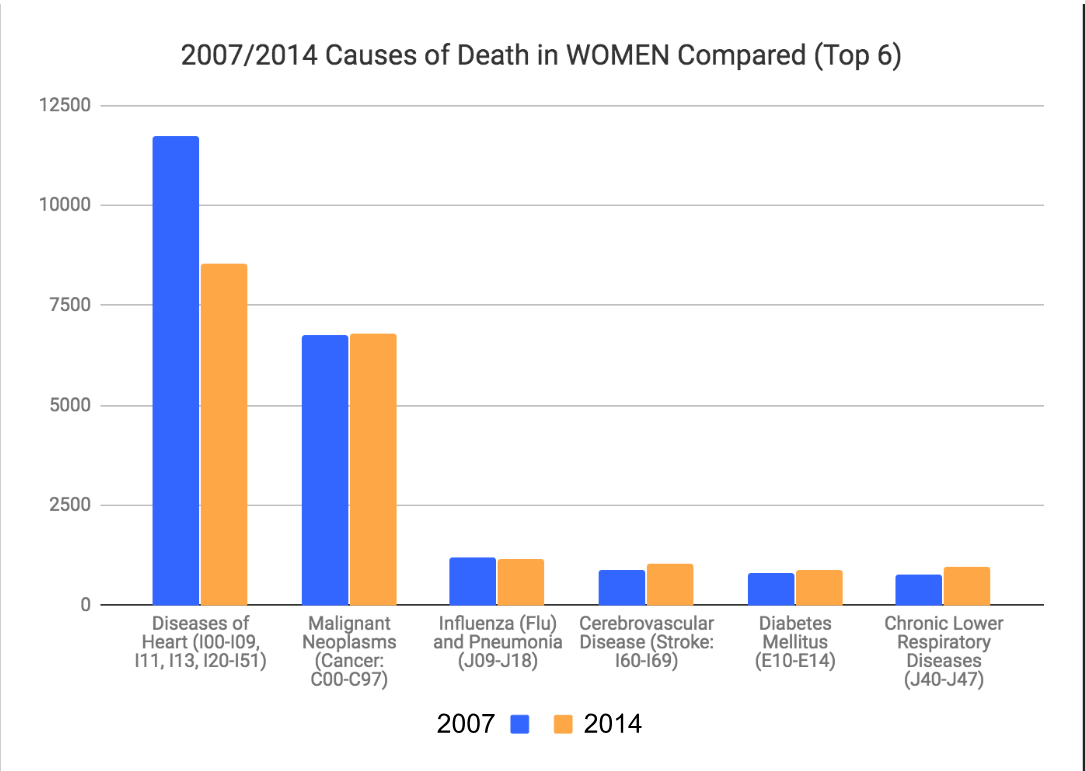 2007/2014 Causes of Death in WOMEN Compared (Top 6)
12500
10000
7500
5000
2500
0
Diseases of
Heart (I00-I09,
I11, I13, I20-I51)
Malignant
Neoplasms
(Cancer:
C00-C97)
Influenza (Flu)
and Pneumonia
(J09-J18)
Cerebrovascular
Disease (Stroke:
I60-I69)
Diabetes
Mellitus
(E10-E14)
Chronic Lower
Respiratory
Diseases
(J40-J47)
2007 2014